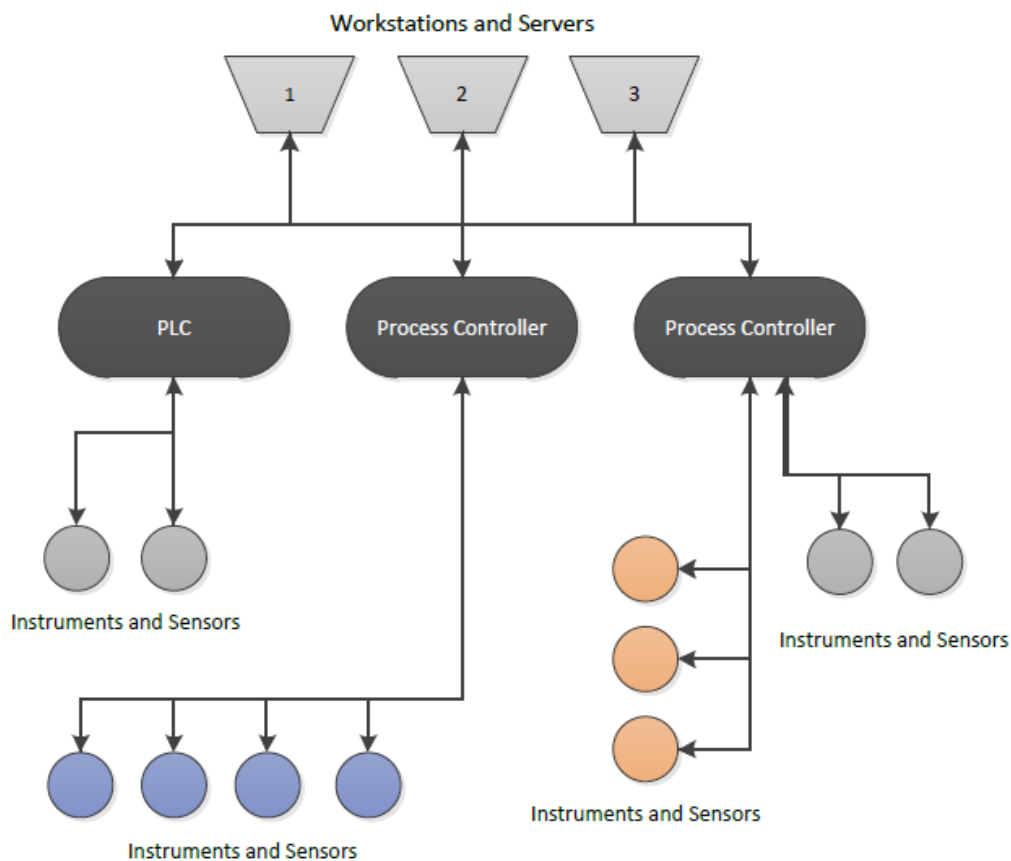 Workstations and Servers
1
2
3
PLC
Process Controller
Process Controller
Instruments and Sensors
Instruments and Sensors
Instruments and Sensors
Instruments and Sensors